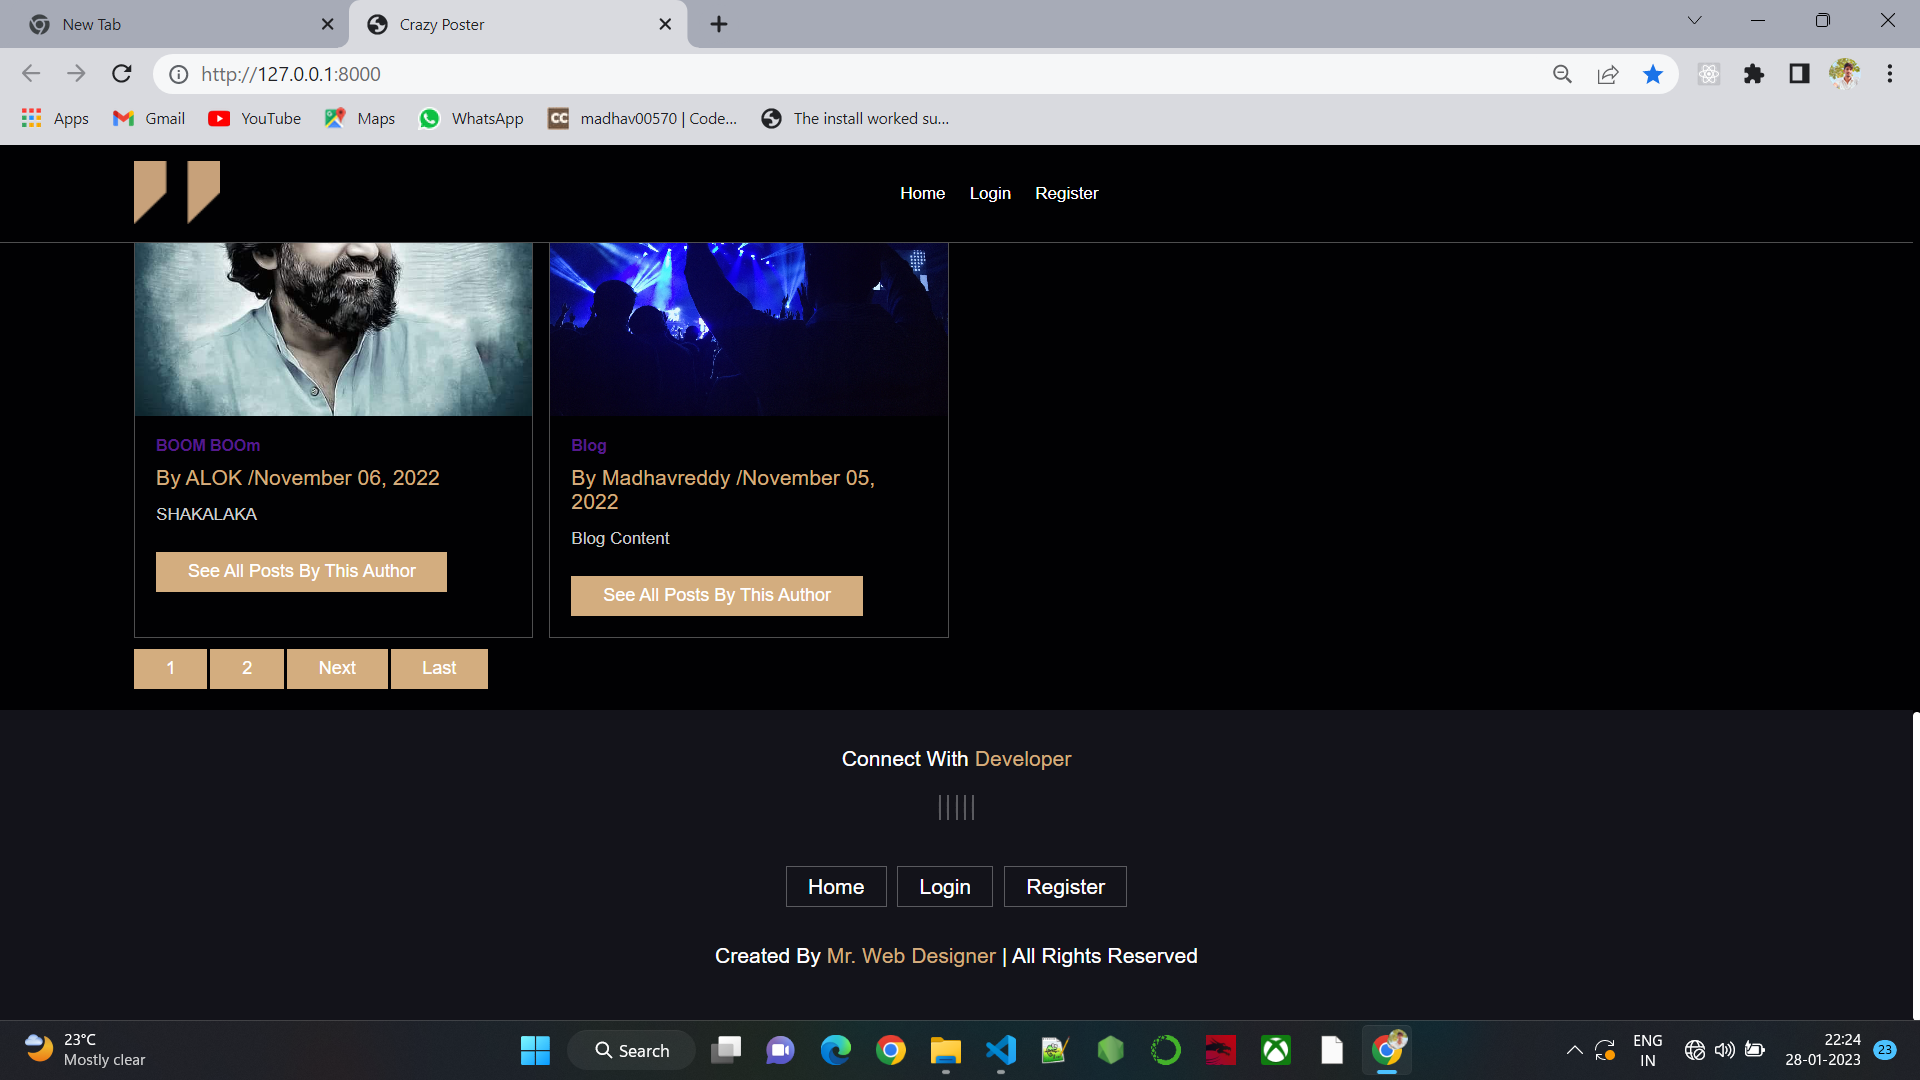 New Tab
Crazy Poster
http://127.0.0.1:8000
Apps
Gmail
YouTube
Maps
WhatsApp
CC
madhav00570 | Code...
The install worked su...
Home
Login
Register
BOOM BOOm
By ALOK /November 06, 2022
SHAKALAKA
See All Posts By This Author
Blog
By Madhavreddy /November 05,
2022
Blog Content
See All Posts By This Author
1
2
Next
Last
Connect With Developer
Home
Login
Register
Created By Mr. Web Designer | All Rights Reserved
23°C
Mostly clear
Search
ENG
IN
22:24
28-01-2023
23